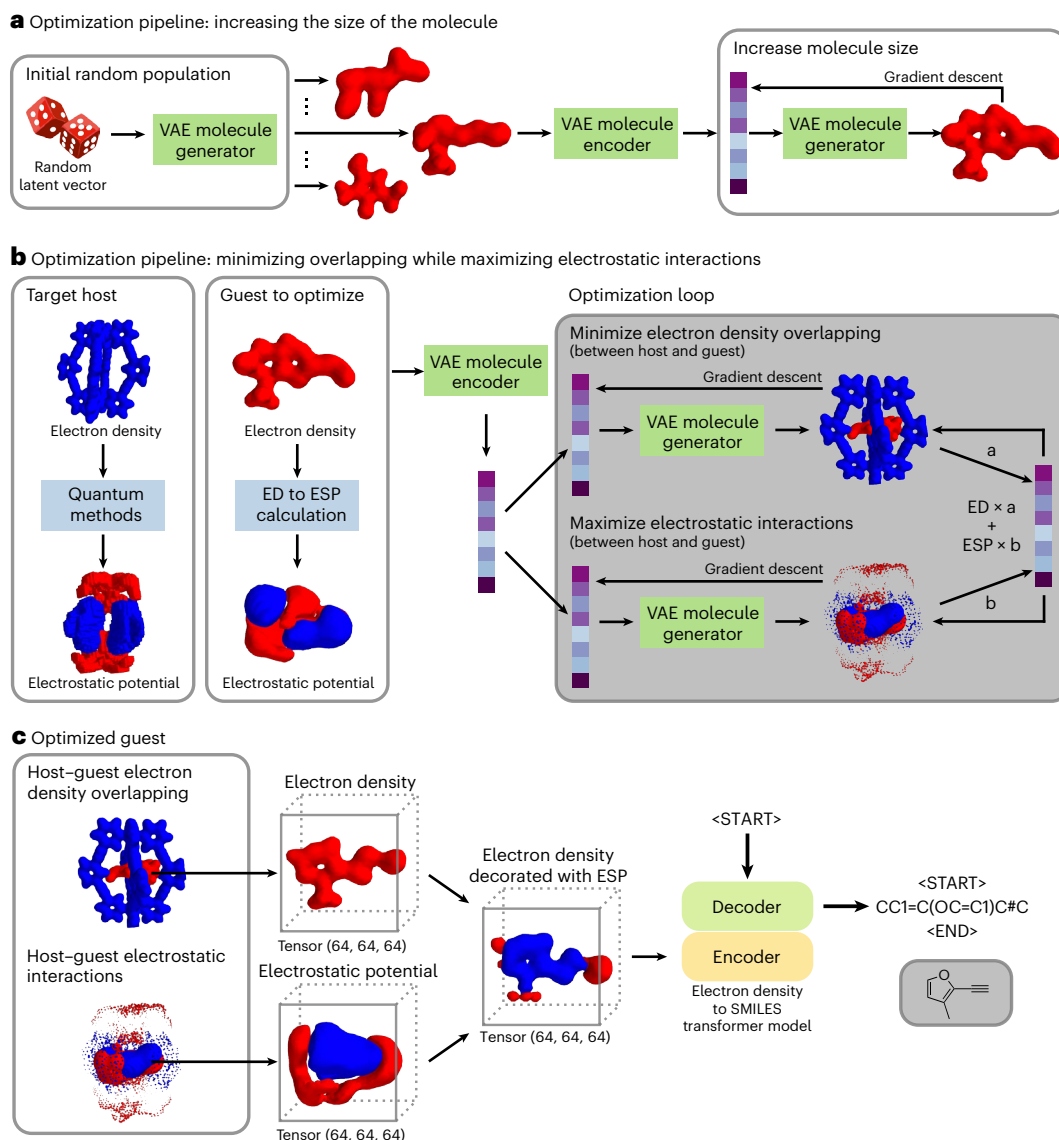 a Optimization pipeline: increasing the size of the molecule
Initial random population
Random
latent vector
VAE molecule
generator
VAE molecule
encoder
Increase molecule size
Gradient descent
VAE molecule
generator
b Optimization pipeline: minimizing overlapping while maximizing electrostatic interactions
Target host
Electron density
Quantum
methods
Electrostatic potential
Guest to optimize
Electron density
ED to ESP
calculation
Electrostatic potential
VAE molecule
encoder
Optimization loop
Minimize electron density overlapping
(between host and guest)
Gradient descent
VAE molecule
generator
a
Maximize electrostatic interactions
(between host and guest)
Gradient descent
VAE molecule
generator
b
ED × a
+
ESP × b
c Optimized guest
Host–guest electron
density overlapping
Host–guest electrostatic
interactions
Electron density
Tensor (64, 64, 64)
Electrostatic potential
Tensor (64, 64, 64)
Electron density
decorated with ESP
Tensor (64, 64, 64)
<START>
Decoder
Encoder
Electron density
to SMILES
transformer model
<START>
CC1=C(OC=C1)C#C
<END>
O